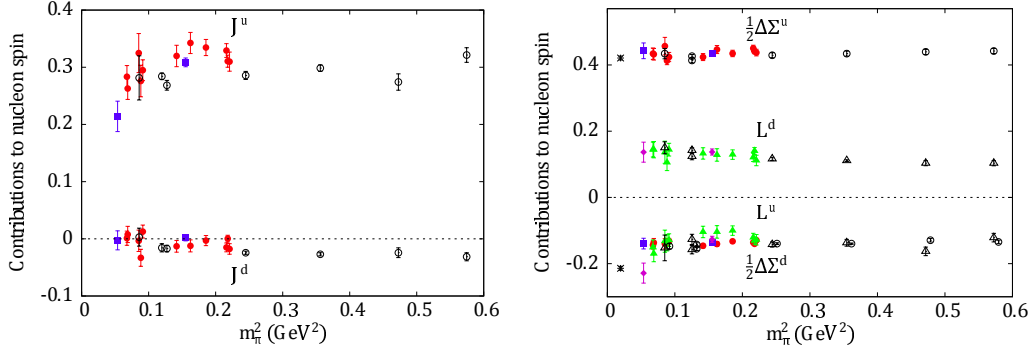 Contributions to nucleon spin
0.4
0.3
0.2
0.1
0
-0.1
J^u
J^d
0 0.1 0.2 0.3 0.4 0.5 0.6
m_π^2 (GeV^2)
Contributions to nucleon spin
0.4
0.2
0
-0.2
½ΔΣ^u
L^d
L^u
½ΔΣ^d
0 0.1 0.2 0.3 0.4 0.5 0.6
m_π^2 (GeV^2)